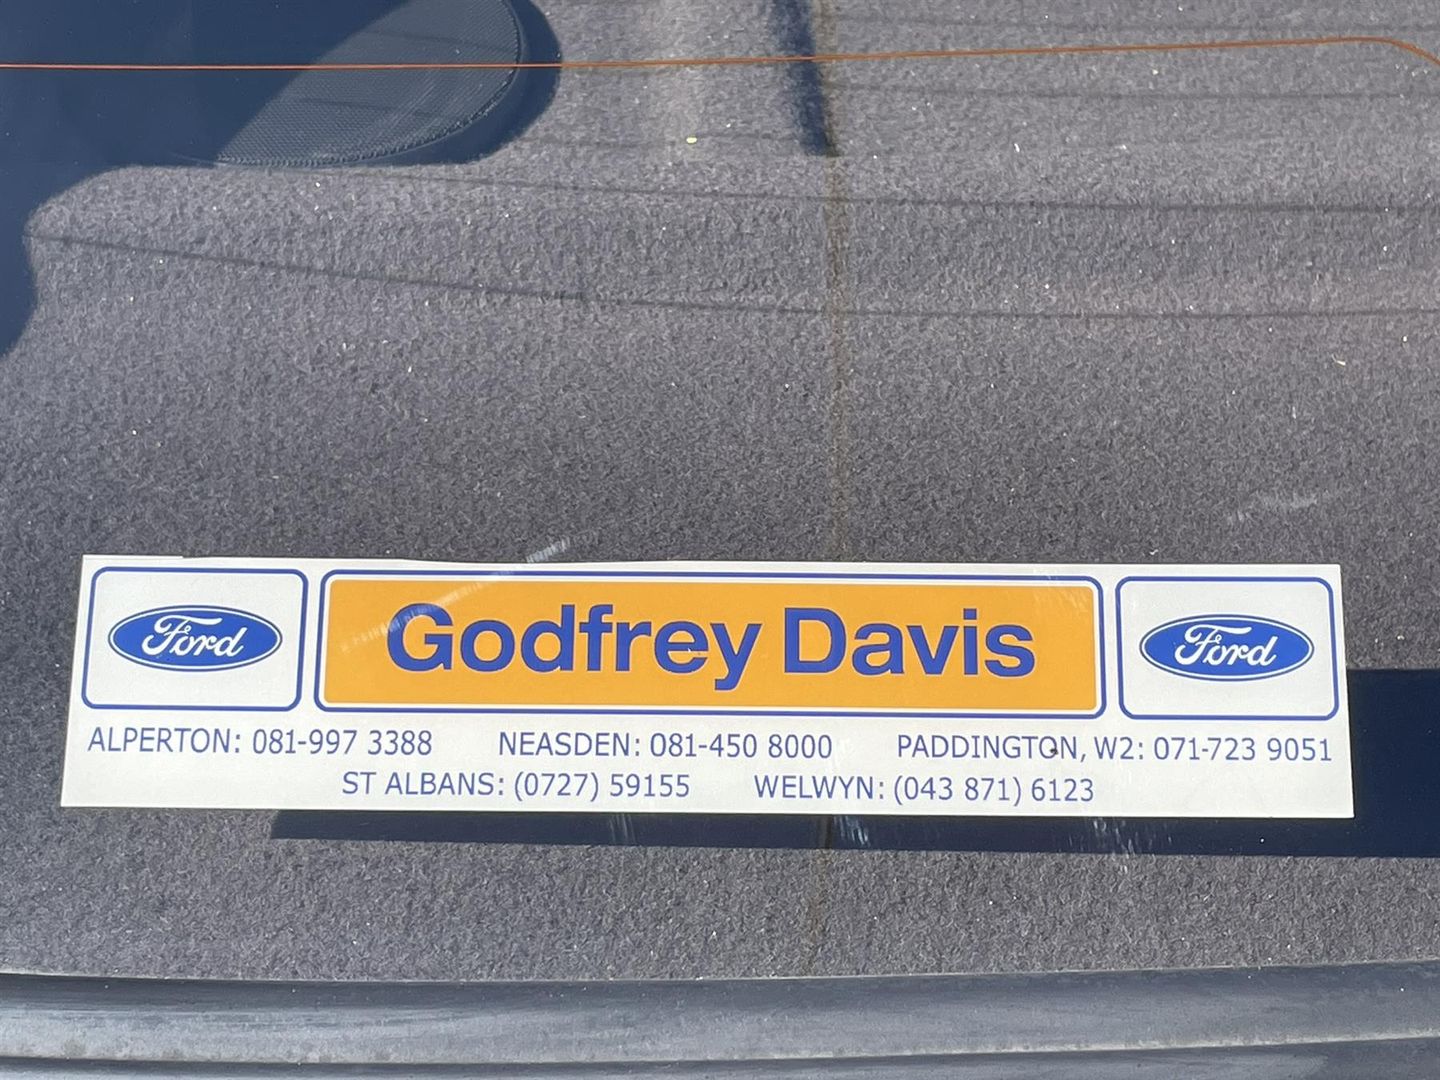 Ford Godfrey Davis Ford
ALPERTON: 081-997 3388 NEASDEN: 081-450 8000 PADDINGTON, W2: 071-723 9051
ST ALBANS: (0727) 59155 WELWYN: (043 871) 6123